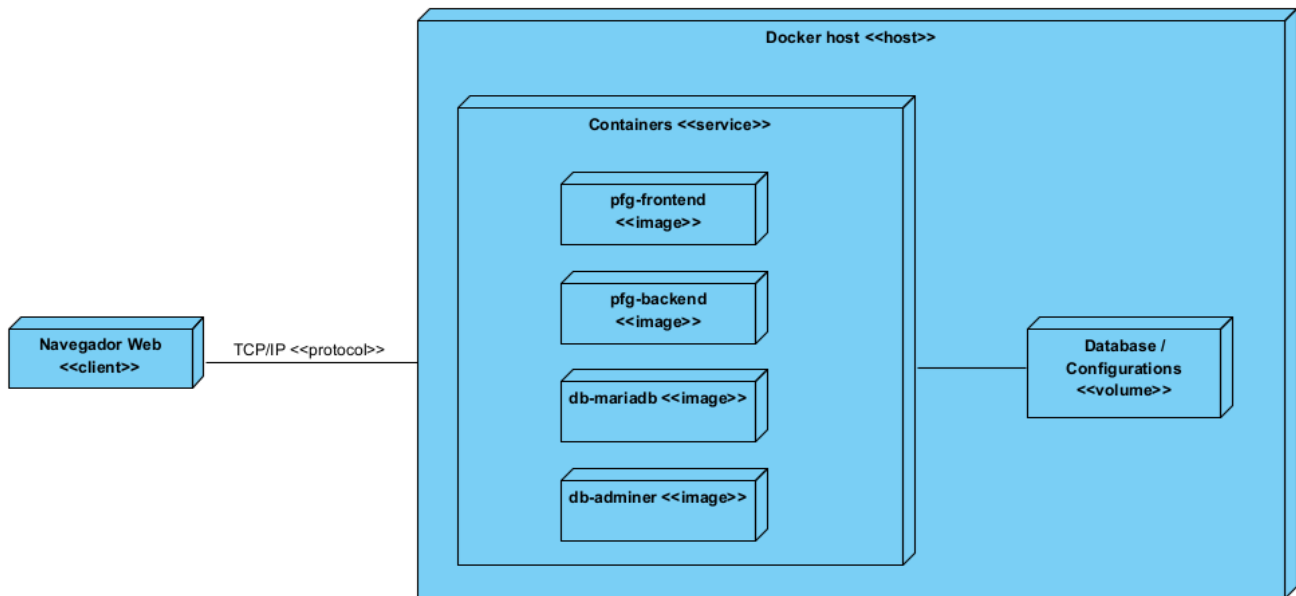 Docker host <<host>>
Containers <<service>>
pfg-frontend
<<image>>
pfg-backend
<<image>>
Navegador Web
<<client>>
TCP/IP <<protocol>>
Database /
Configurations
<<volume>>
db-mariadb <<image>>
db-adminer <<image>>